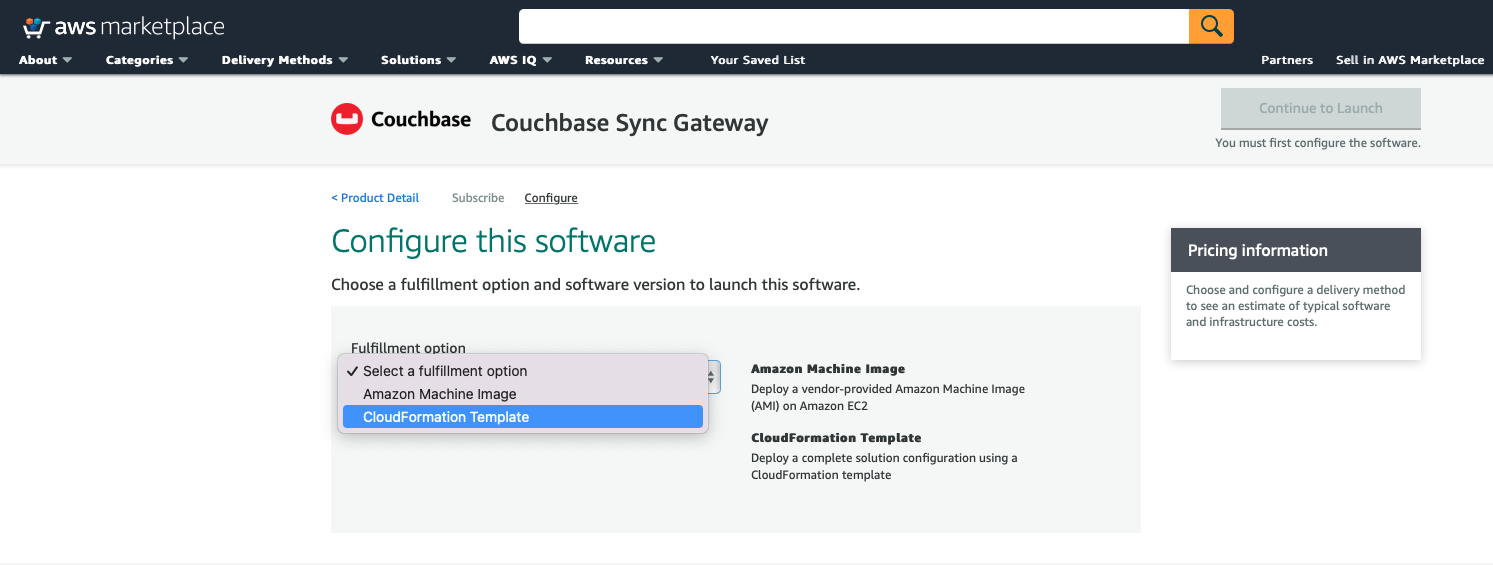 aws marketplace
About Categories Delivery Methods Solutions AWS IQ Resources Your Saved List Partners Sell in AWS Marketplace
Couchbase Couchbase Sync Gateway
Continue to Launch
You must first configure the software.
< Product Detail Subscribe Configure
Configure this software
Choose a fulfillment option and software version to launch this software.
Fulfillment option
✓ Select a fulfillment option
Amazon Machine Image
CloudFormation Template
Amazon Machine Image
Deploy a vendor-provided Amazon Machine Image
(AMI) on Amazon EC2
CloudFormation Template
Deploy a complete solution configuration using a
CloudFormation template
Pricing information
Choose and configure a delivery method
to see an estimate of typical software
and infrastructure costs.